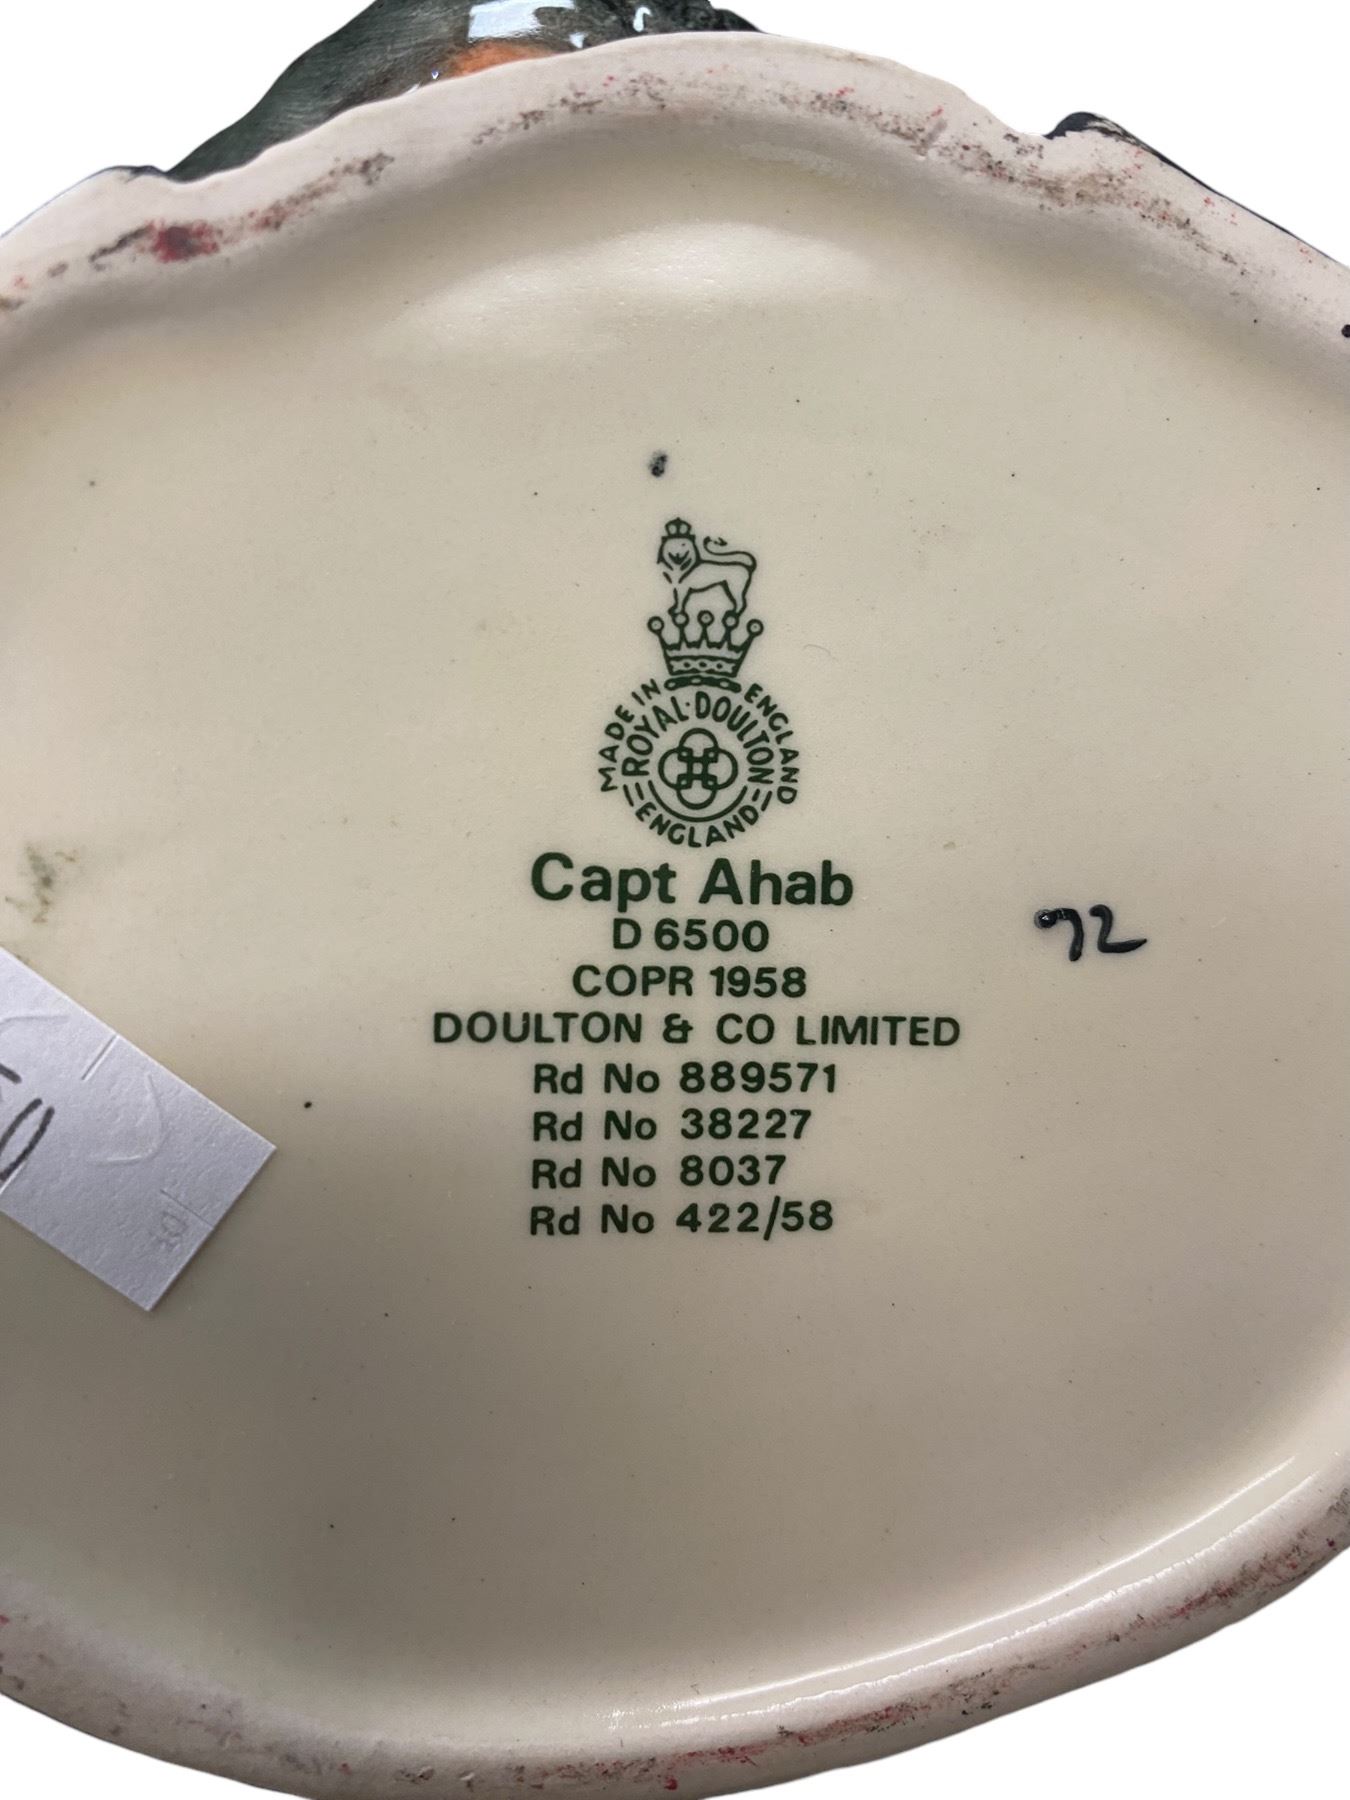 MADE IN ENGLAND
ROYAL·DOULTON
ENGLAND
Capt Ahab
D 6500
COPR 1958
DOULTON & CO LIMITED
Rd No 889571
Rd No 38227
Rd No 8037
Rd No 422/58
72